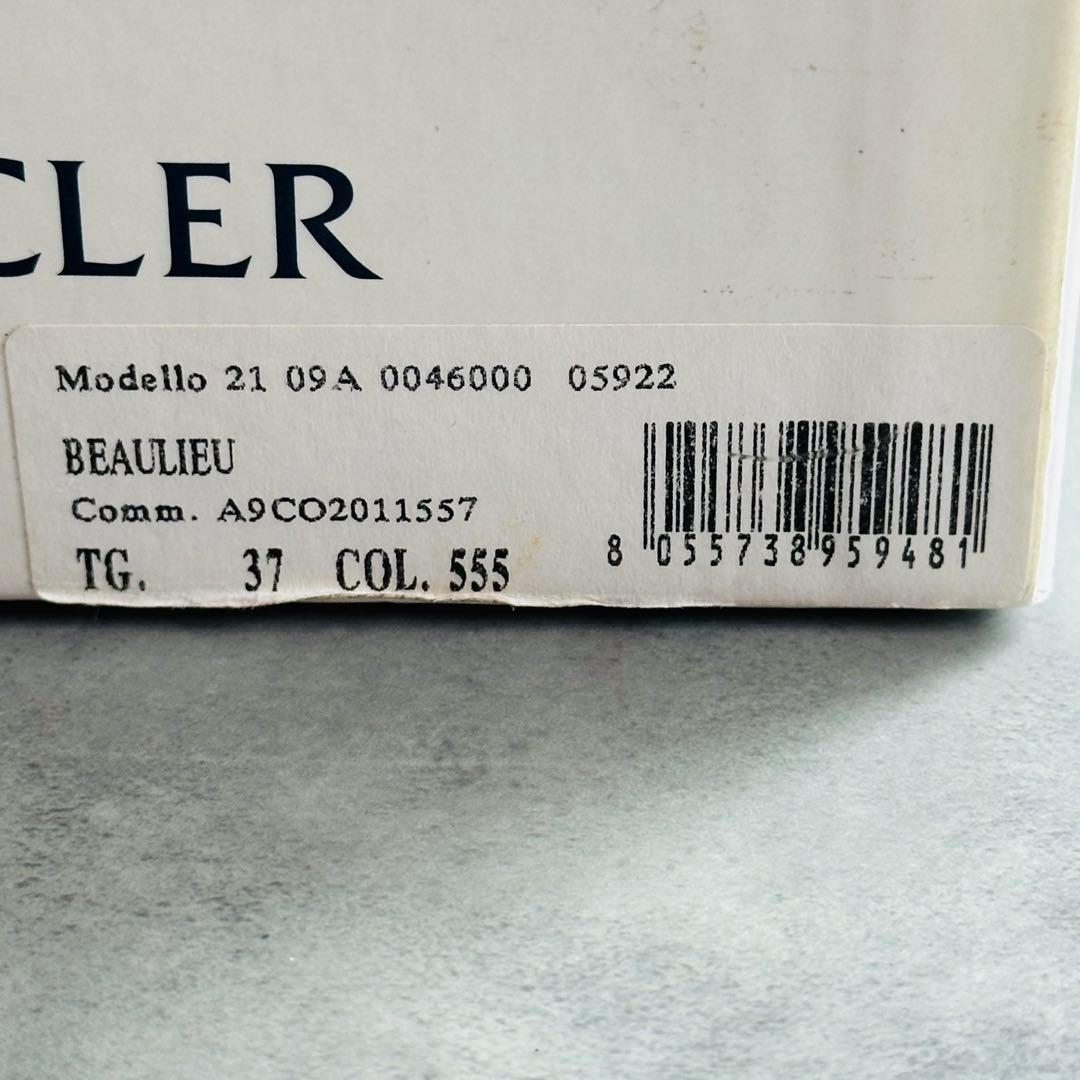 CLER
Modello 21 09A 0046000 05922
BEAULIEU
Comm. A9CO2011557
TG. 37 COL. 555
8 055738 959481